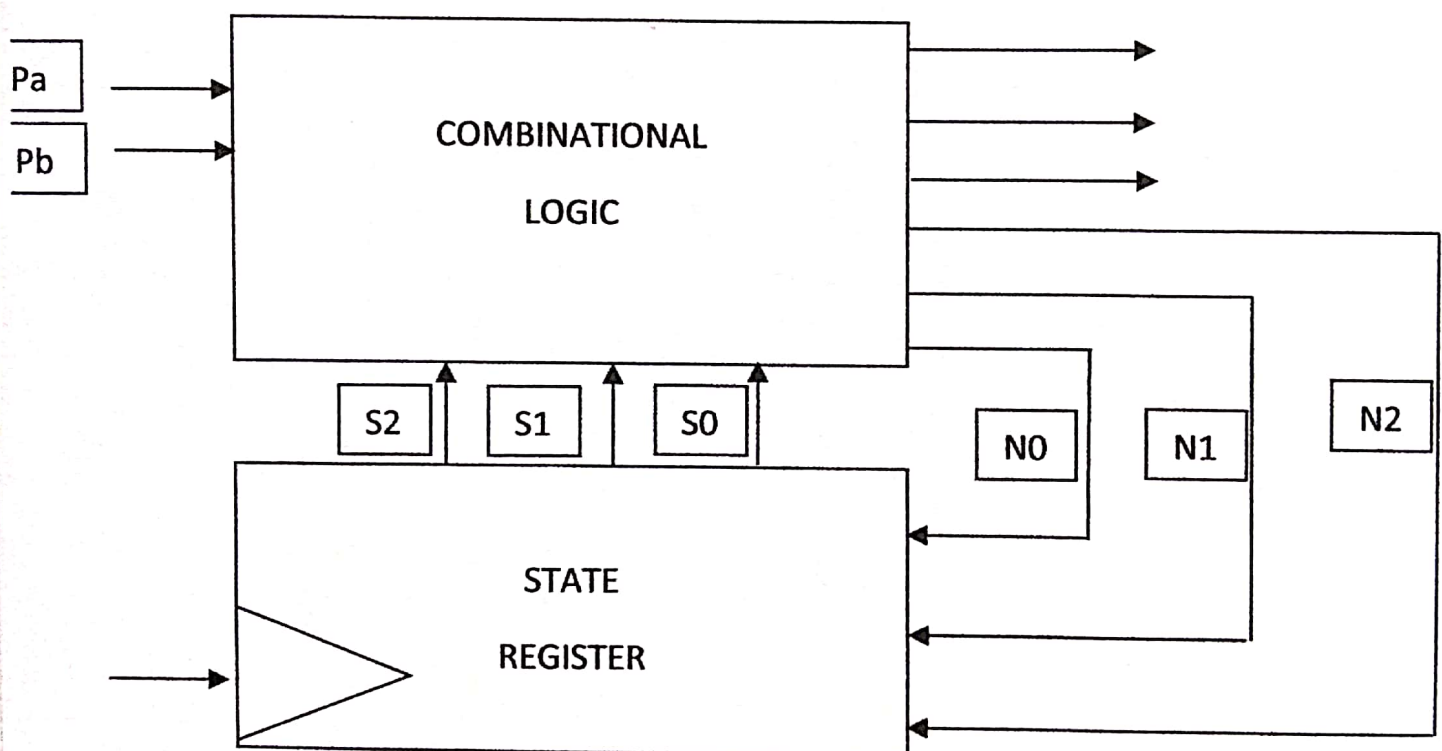 Pa
Pb
COMBINATIONAL
LOGIC
S2
S1
S0
N0
N1
N2
STATE
REGISTER